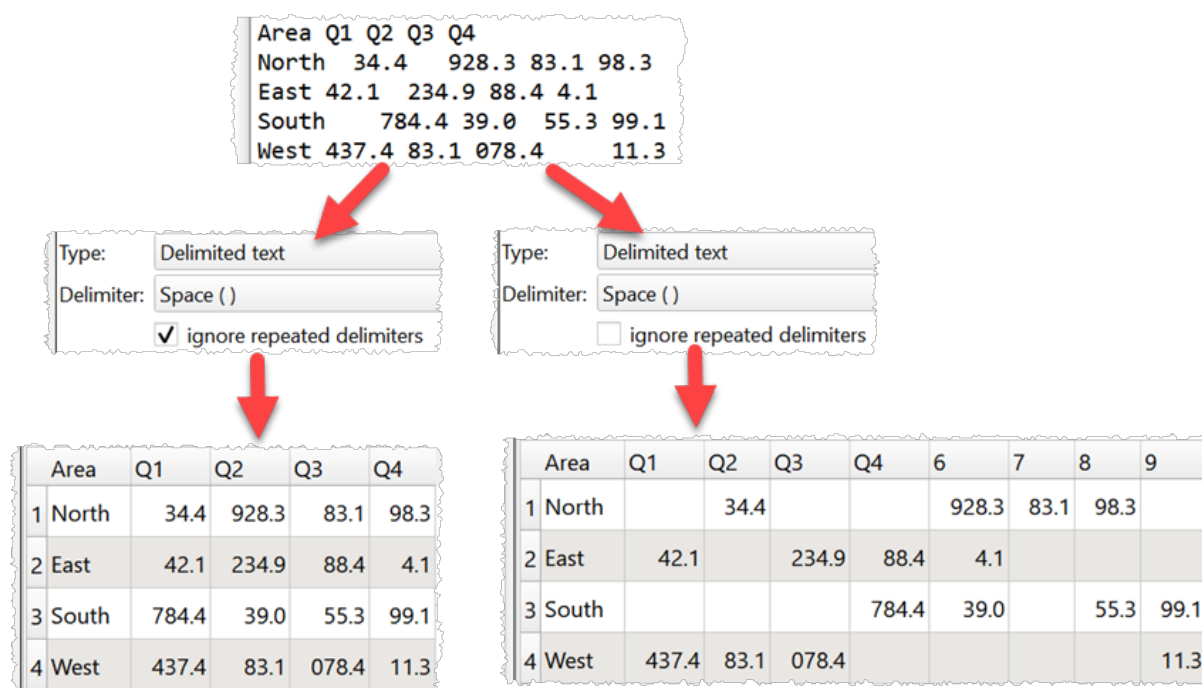 Area Q1 Q2 Q3 Q4
North  34.4   928.3 83.1 98.3
East 42.1  234.9 88.4 4.1
South    784.4 39.0  55.3 99.1
West 437.4 83.1 078.4     11.3
Type: Delimited text
Delimiter: Space ( )
ignore repeated delimiters
Type: Delimited text
Delimiter: Space ( )
ignore repeated delimiters
Area Q1 Q2 Q3 Q4
1 North 34.4 928.3 83.1 98.3
2 East 42.1 234.9 88.4 4.1
3 South 784.4 39.0 55.3 99.1
4 West 437.4 83.1 078.4 11.3
Area Q1 Q2 Q3 Q4 6 7 8 9
1 North 34.4 928.3 83.1 98.3
2 East 42.1 234.9 88.4 4.1
3 South 784.4 39.0 55.3 99.1
4 West 437.4 83.1 078.4 11.3